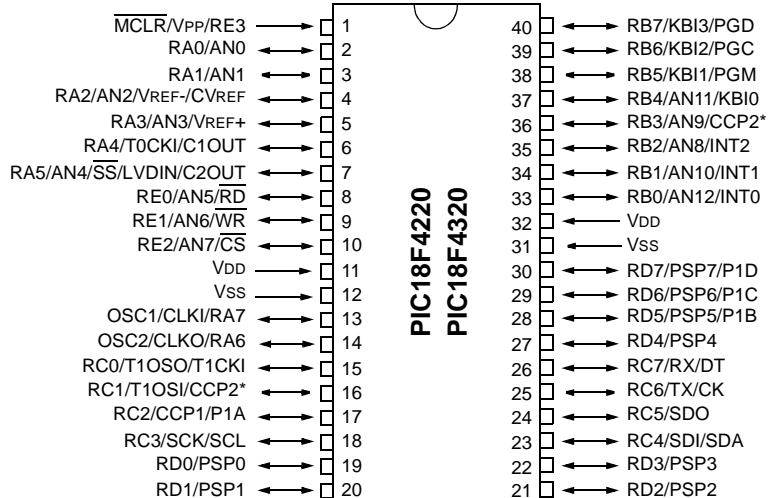 MCLR/VPP/RE3 1 40 RB7/KBI3/PGD
RA0/AN0 2 39 RB6/KBI2/PGC
RA1/AN1 3 38 RB5/KBI1/PGM
RA2/AN2/VREF-/CVREF 4 37 RB4/AN11/KBI0
RA3/AN3/VREF+ 5 36 RB3/AN9/CCP2*
RA4/T0CKI/C1OUT 6 35 RB2/AN8/INT2
RA5/AN4/SS/LVDIN/C2OUT 7 34 RB1/AN10/INT1
RE0/AN5/RD 8 33 RB0/AN12/INT0
RE1/AN6/WR 9 32 VDD
RE2/AN7/CS 10 31 VSS
VDD 11 30 RD7/PSP7/P1D
VSS 12 29 RD6/PSP6/P1C
OSC1/CLKI/RA7 13 28 RD5/PSP5/P1B
OSC2/CLKO/RA6 14 27 RD4/PSP4
RC0/T1OSO/T1CKI 15 26 RC7/RX/DT
RC1/T1OSI/CCP2* 16 25 RC6/TX/CK
RC2/CCP1/P1A 17 24 RC5/SDO
RC3/SCK/SCL 18 23 RC4/SDI/SDA
RD0/PSP0 19 22 RD3/PSP3
RD1/PSP1 20 21 RD2/PSP2
PIC18F4220
PIC18F4320